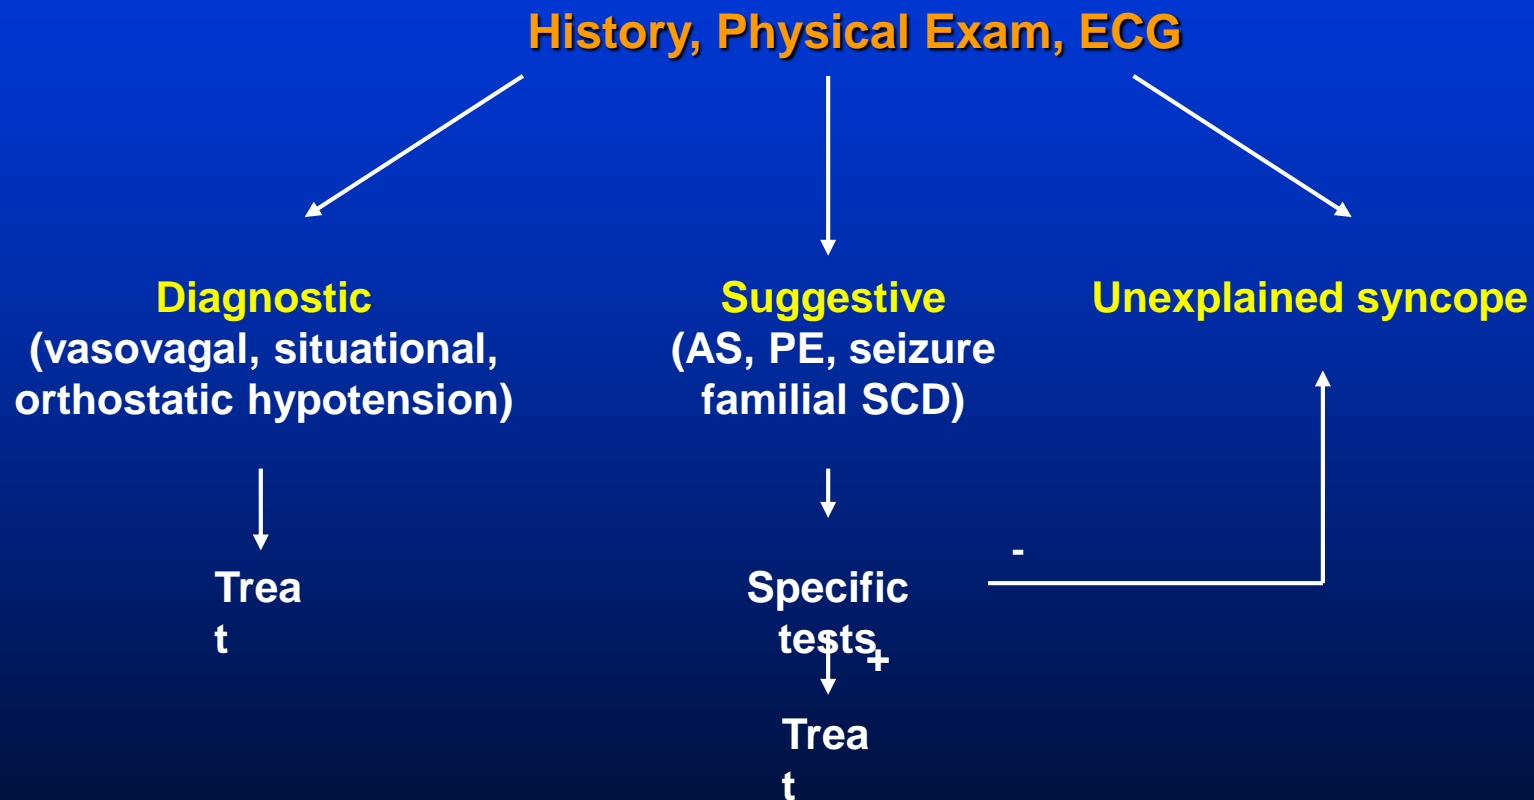 History, Physical Exam, ECG
Diagnostic
(vasovagal, situational,
orthostatic hypotension)
Suggestive
(AS, PE, seizure
familial SCD)
Unexplained syncope
Trea
t
Specific
tests
-
+
Trea
t